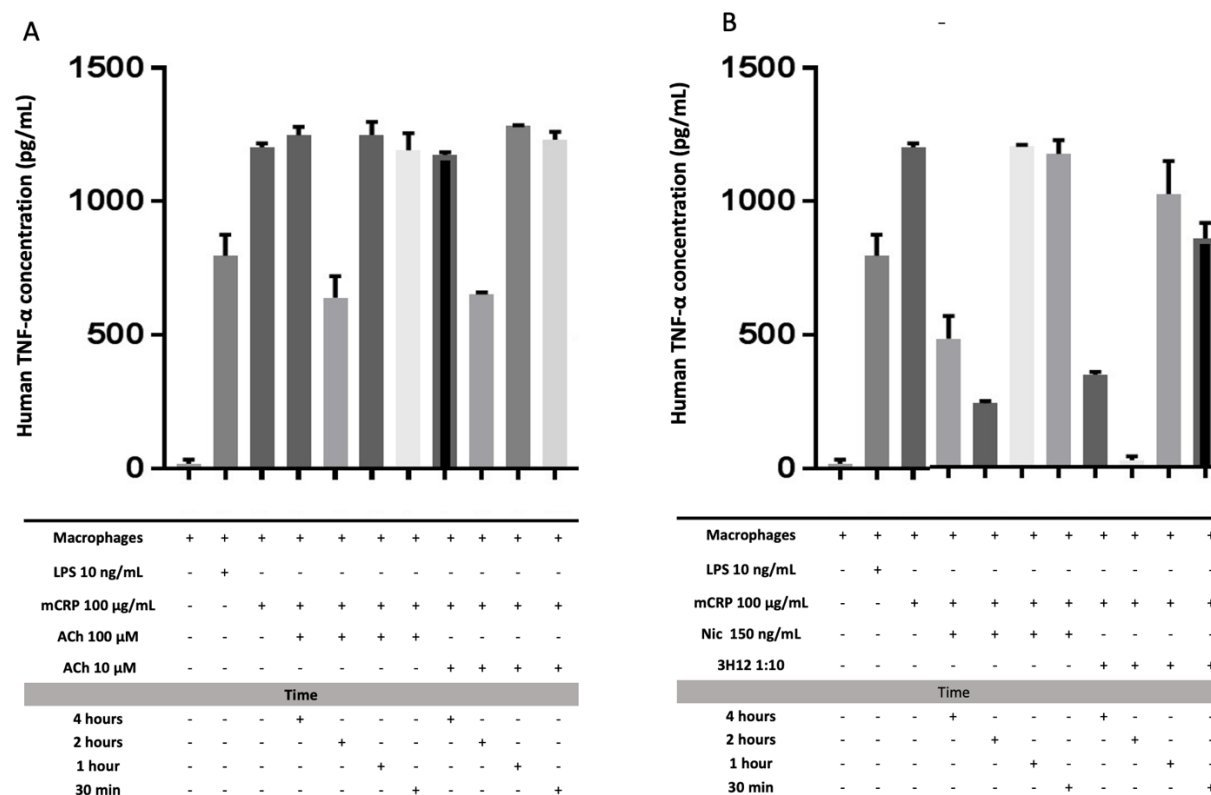 A
Human TNF-α concentration (pg/mL)
1500
1000
500
0
Macrophages + + + + + + + + + + +
LPS 10 ng/mL - + - - - - - - - - -
mCRP 100 µg/mL - - + + + + + + + + +
ACh 100 µM - - - + + + + - - - -
ACh 10 µM - - - - - - - + + + +
Time
4 hours - - - + - - - + - - -
2 hours - - - - + - - - + - -
1 hour - - - - - + - - - + -
30 min - - - - - - + - - - +
B
-
Human TNF-α concentration (pg/mL)
1500
1000
500
0
Macrophages + + + + + + + + + + +
LPS 10 ng/mL - + - - - - - - - - -
mCRP 100 µg/mL - - + + + + + + + + +
Nic 150 ng/mL - - - + + + + - - - -
3H12 1:10 - - - - - - - + + + +
Time
4 hours - - - + - - - + - - -
2 hours - - - - + - - - + - -
1 hour - - - - - + - - - + -
30 min - - - - - - + - - - +